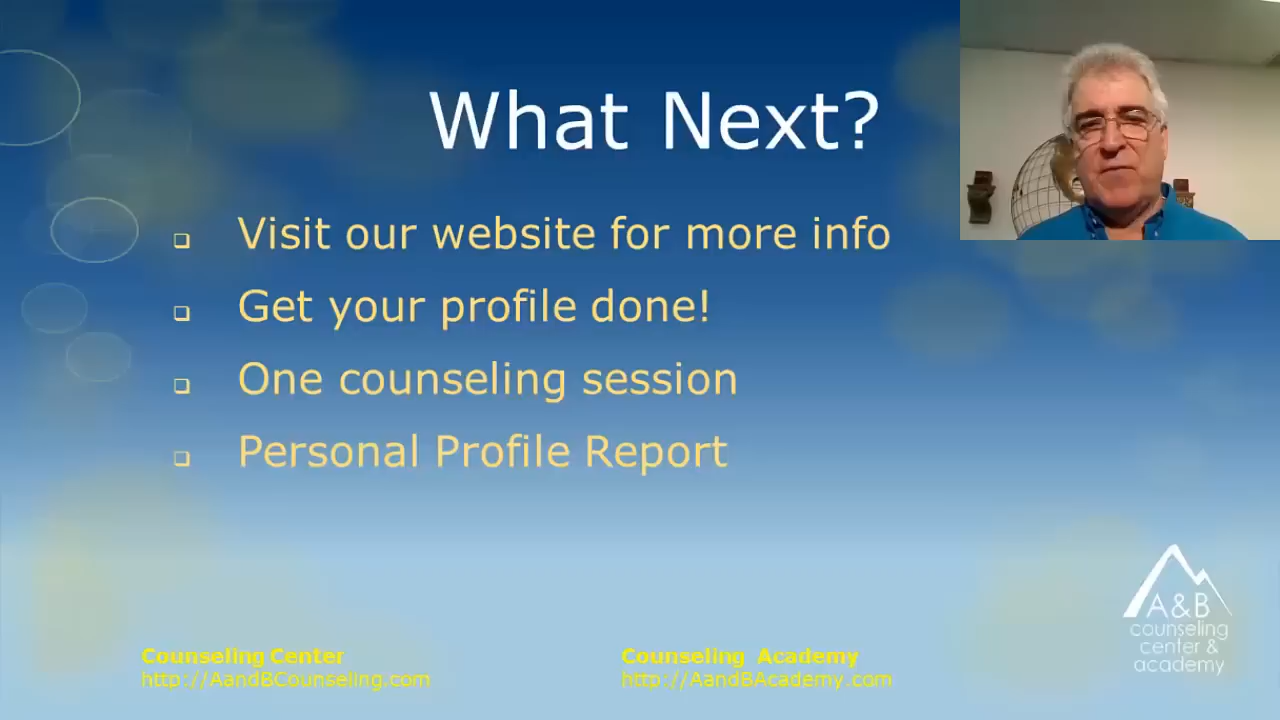 What Next?
Visit our website for more info
Get your profile done!
One counseling session
Personal Profile Report
Counseling Center
http://AandBCounseling.com
Counseling Academy
http://AandBAcademy.com
A&B
counseling
center &
academy